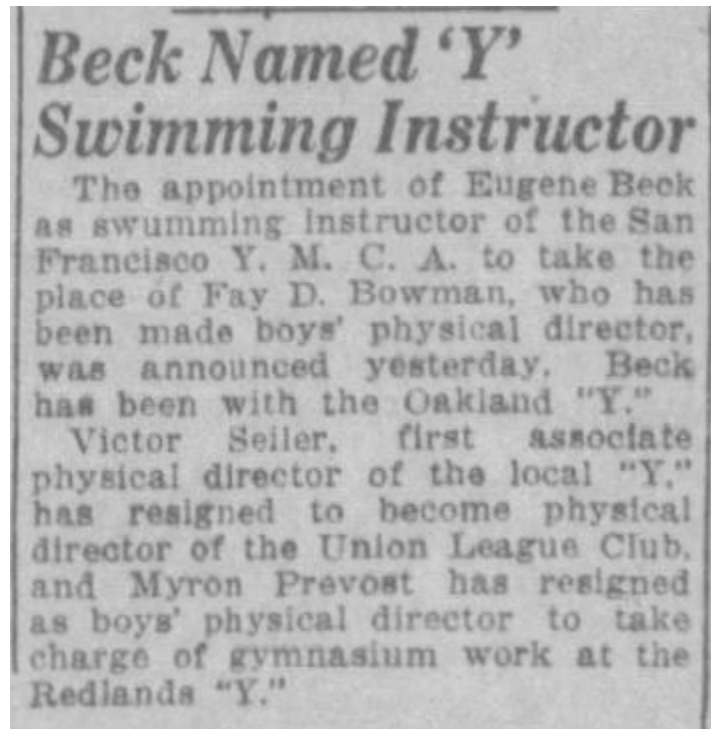 Beck Named ‘Y’
Swimming Instructor
The appointment of Eugene Beck
as swumming instructor of the San
Francisco Y. M. C. A. to take the
place of Fay D. Bowman, who has
been made boys' physical director,
was announced yesterday. Beck
has been with the Oakland "Y."
Victor Seiler, first associate
physical director of the local "Y,"
has resigned to become physical
director of the Union League Club,
and Myron Prevost has resigned
as boys' physical director to take
charge of gymnasium work at the
Redlands "Y."